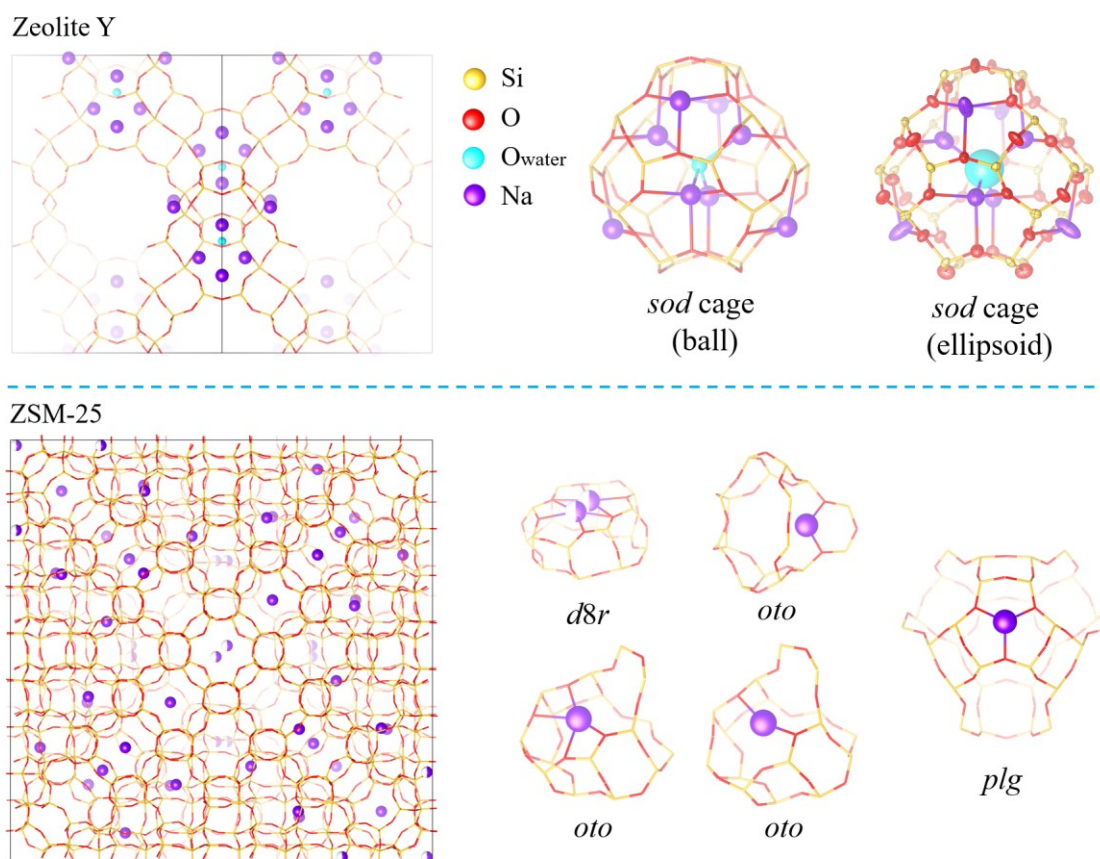 Zeolite Y
Si
O
Owater
Na
sod cage
(ball)
sod cage
(ellipsoid)
ZSM-25
d8r
oto
oto
oto
plg